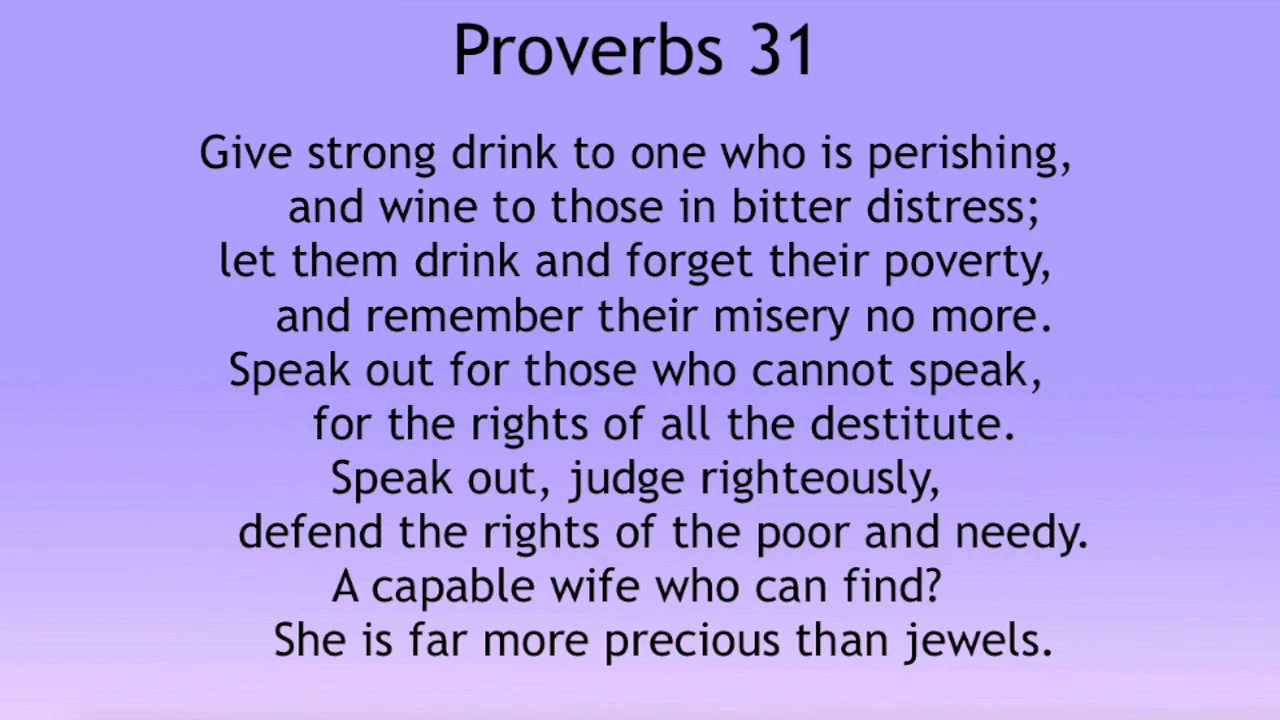 Proverbs 31
Give strong drink to one who is perishing,
and wine to those in bitter distress;
let them drink and forget their poverty,
and remember their misery no more.
Speak out for those who cannot speak,
for the rights of all the destitute.
Speak out, judge righteously,
defend the rights of the poor and needy.
A capable wife who can find?
She is far more precious than jewels.